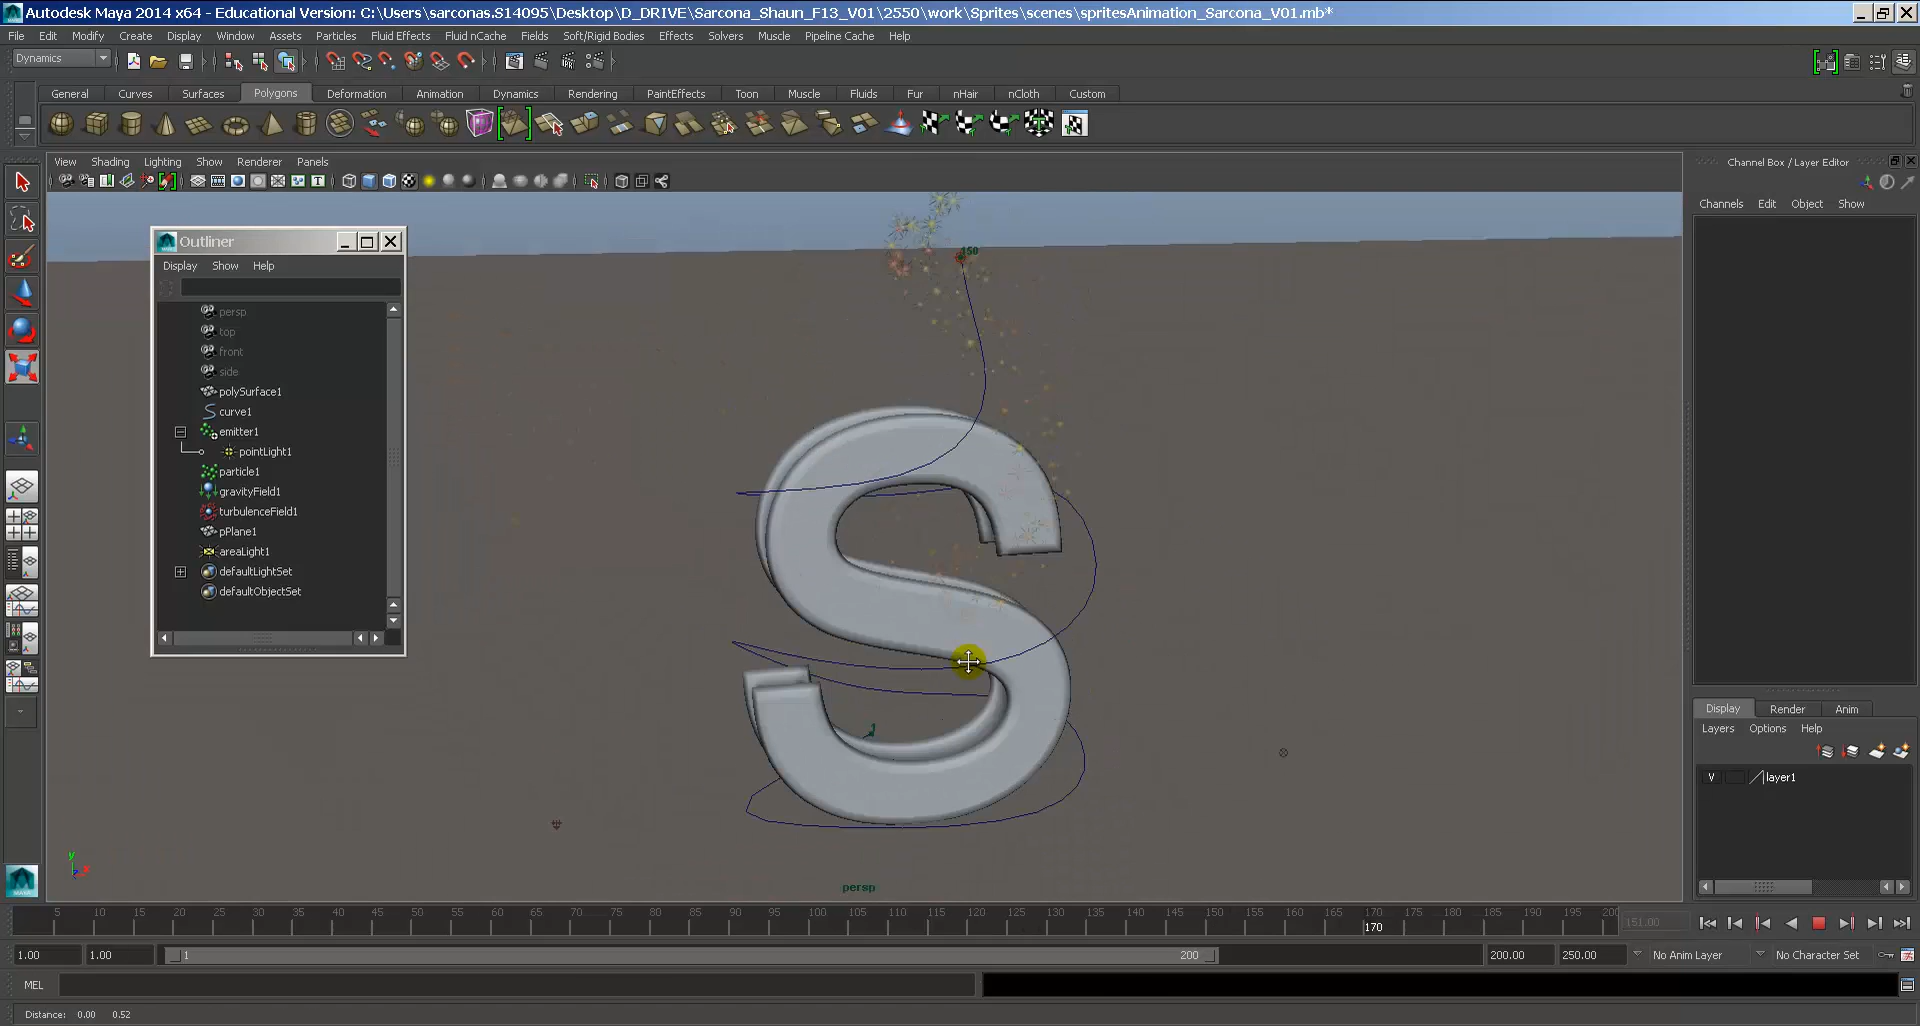 Autodesk Maya 2014 x64 - Educational Version: C:\Users\sarconas.S14095\Desktop\D_DRIVE\Sarcona_Shaun_F13_V01\2550\work\Sprites\scenes\spritesAnimation_Sarcona_V01.mb*
File Edit Modify Create Display Window Assets Particles Fluid Effects Fluid nCache Fields Soft/Rigid Bodies Effects Solvers Muscle Pipeline Cache Help
Dynamics
General Curves Surfaces Polygons Deformation Animation Dynamics Rendering PaintEffects Toon Muscle Fluids Fur nHair nCloth Custom
View Shading Lighting Show Renderer Panels
Channel Box / Layer Editor
Channels Edit Object Show
Outliner
Display Show Help
persp
top
front
side
polySurface1
curve1
emitter1
pointLight1
particle1
gravityField1
turbulenceField1
pPlane1
areaLight1
defaultLightSet
defaultObjectSet
150
S
1
y
x
persp
Display Render Anim
Layers Options Help
V layer1
5 10 15 20 25 30 35 40 45 50 55 60 65 70 75 80 85 90 95 100 105 110 115 120 125 130 135 140 145 150 155 160 165 170 175 180 185 190 195 200
170
151.00
1.00 1.00 1 200 200.00 250.00 No Anim Layer No Character Set
MEL
Distance: 0.00 0.52